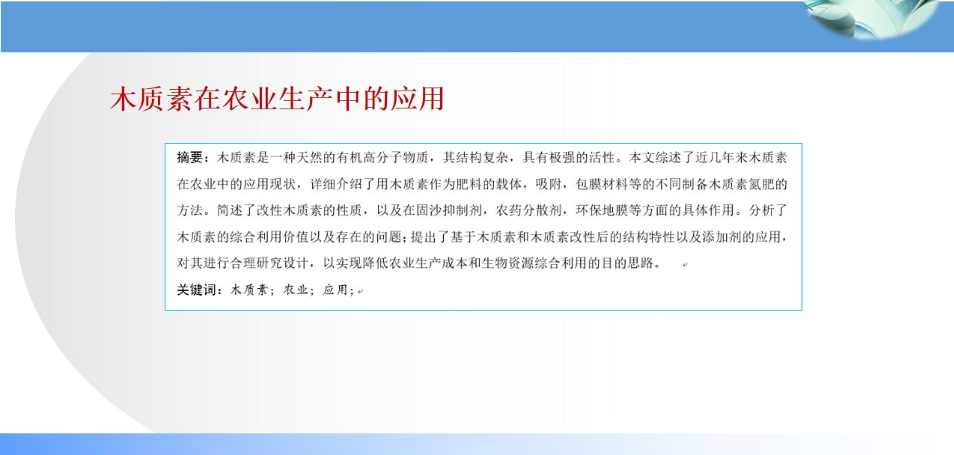 木质素在农业生产中的应用
摘要：木质素是一种天然的有机高分子物质，其结构复杂，具有极强的活性。本文综述了近几年来木质素
在农业中的应用现状，详细介绍了用木质素作为肥料的载体，吸附，包膜材料等的不同制备木质素氮肥的
方法。简述了改性木质素的性质，以及在固沙抑制剂，农药分散剂，环保地膜等方面的具体作用。分析了
木质素的综合利用价值以及存在的问题;提出了基于木质素和木质素改性后的结构特性以及添加剂的应用，
对其进行合理研究设计，以实现降低农业生产成本和生物资源综合利用的目的思路。
关键词：木质素；农业；应用；